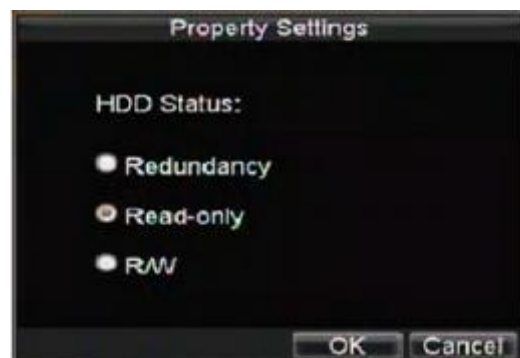 Property Settings
HDD Status:
Redundancy
Read-only
R/W
OK Cancel